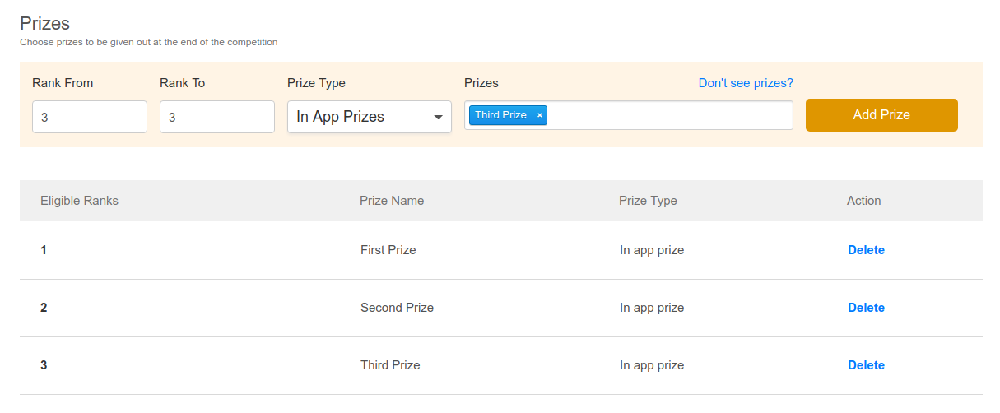 Prizes
Choose prizes to be given out at the end of the competition
Rank From Rank To Prize Type Prizes Don't see prizes?
3 3 In App Prizes Third Prize × Add Prize
Eligible Ranks Prize Name Prize Type Action
1 First Prize In app prize Delete
2 Second Prize In app prize Delete
3 Third Prize In app prize Delete